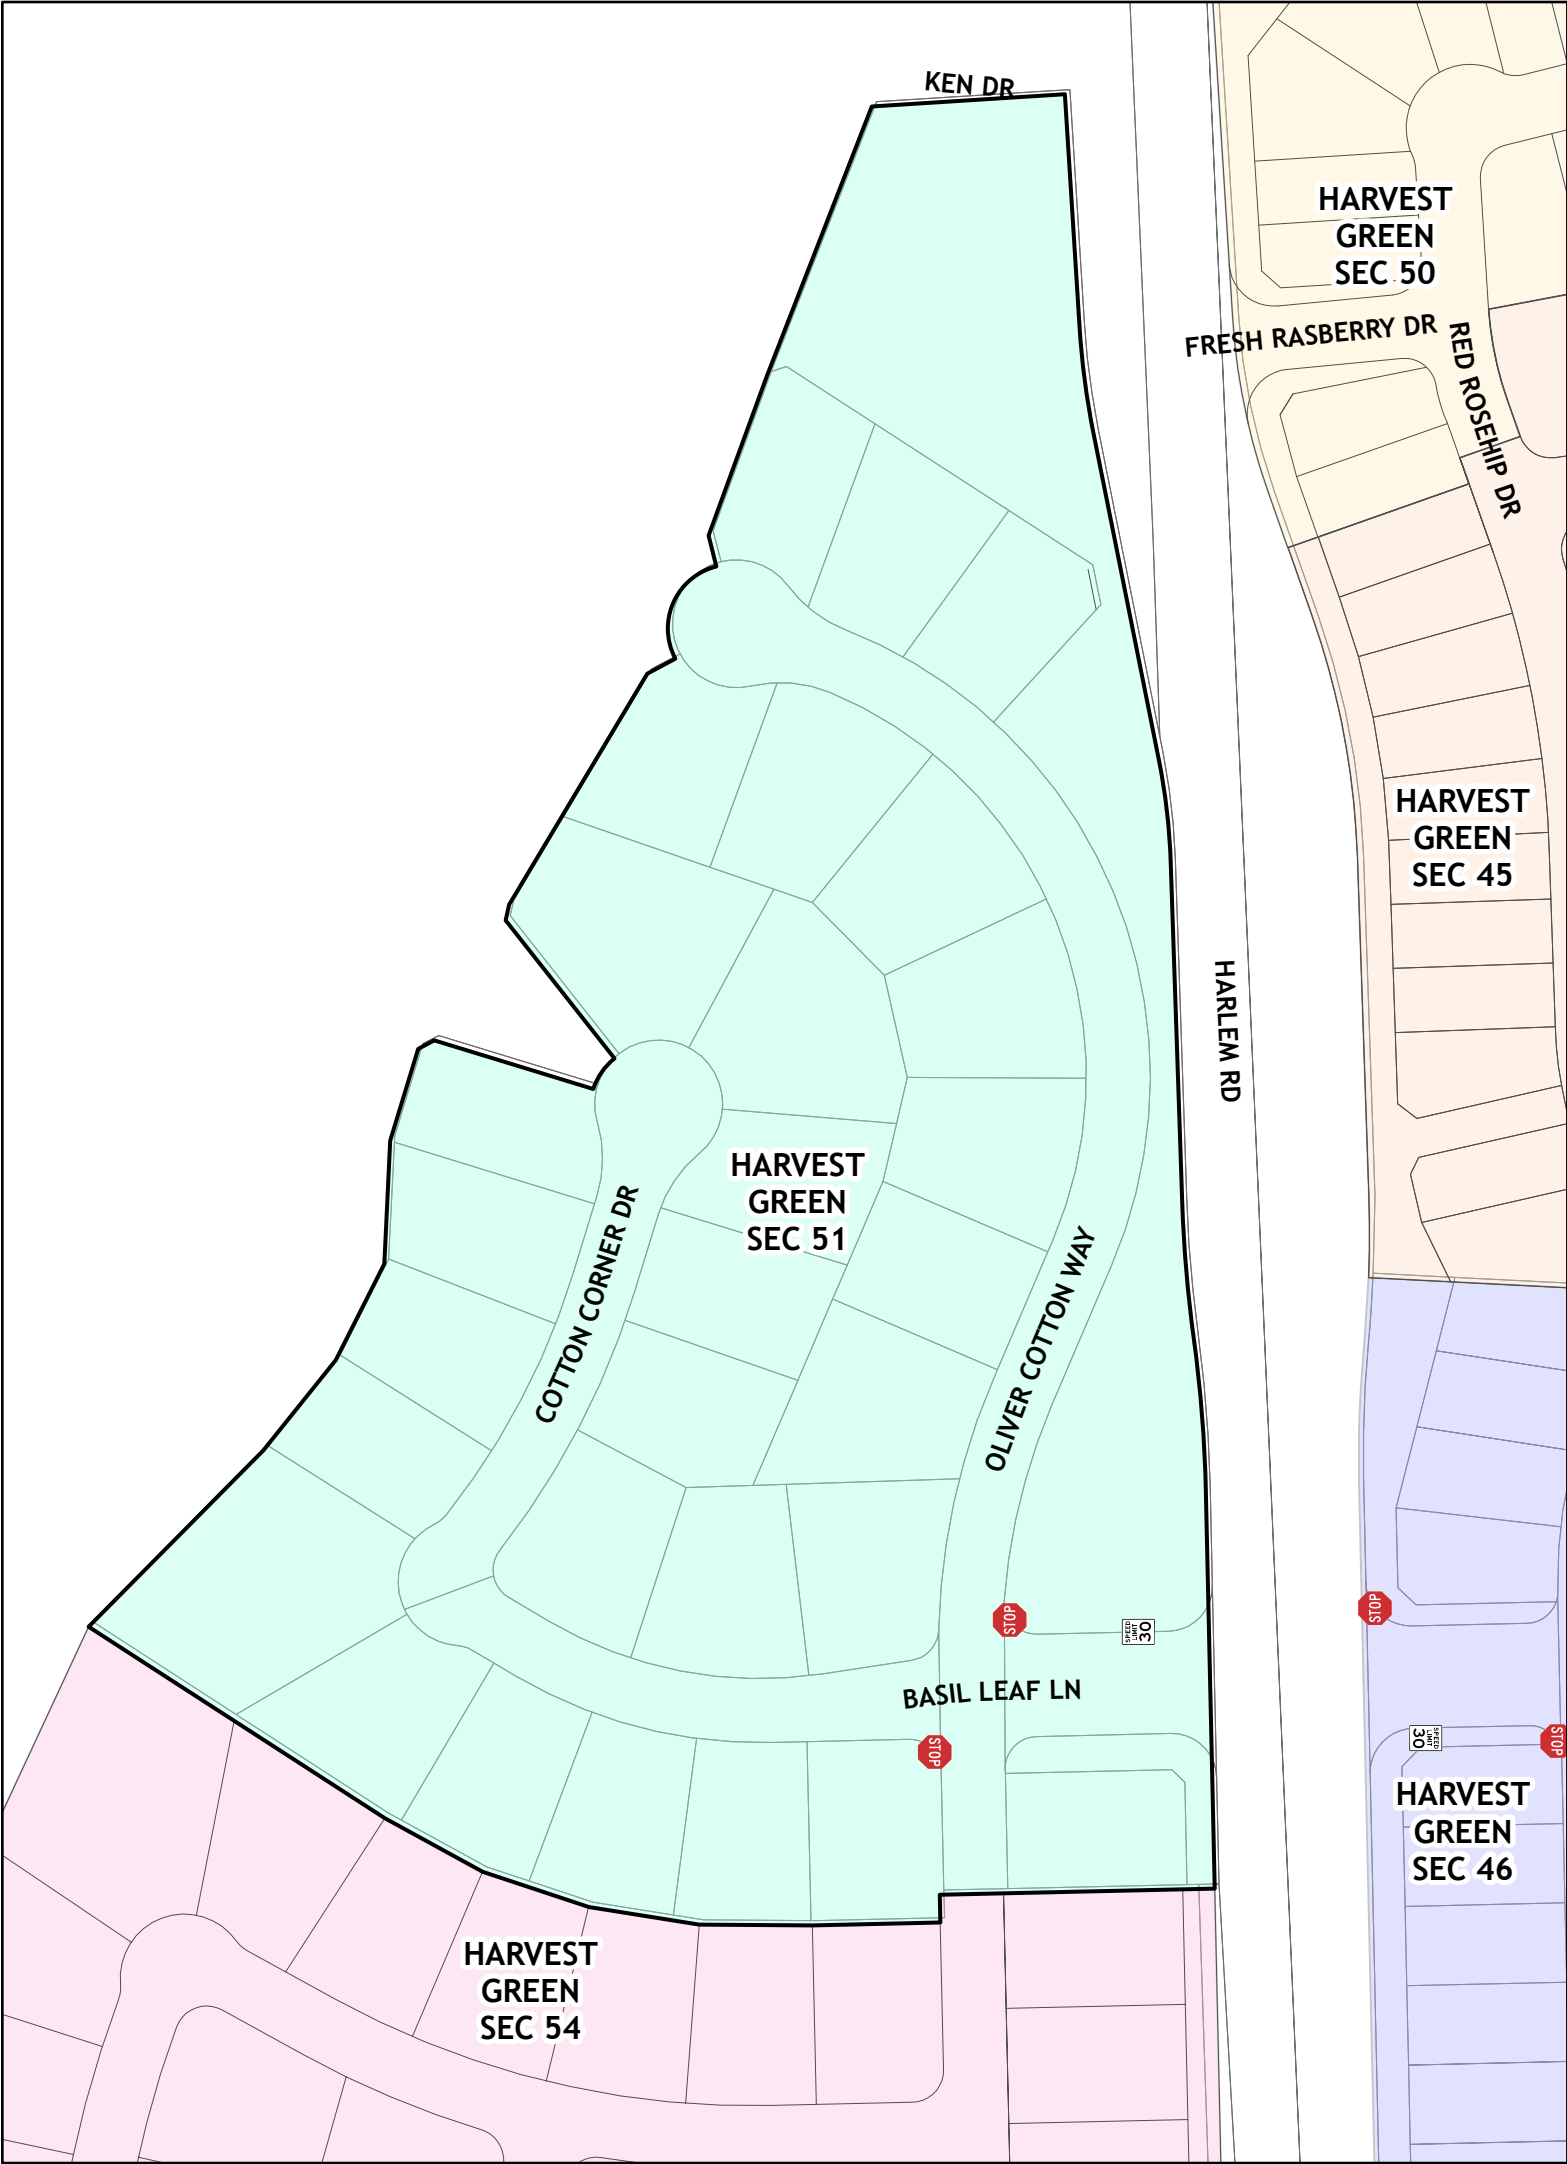 KEN DR
HARVEST
GREEN
SEC 50
FRESH RASBERRY DR
RED ROSEHIP DR
HARVEST
GREEN
SEC 45
HARLEM RD
HARVEST
GREEN
SEC 51
COTTON CORNER DR
OLIVER COTTON WAY
STOP
SPEED
LIMIT
30
STOP
BASIL LEAF LN
STOP
SPEED
LIMIT
30
STOP
HARVEST
GREEN
SEC 46
HARVEST
GREEN
SEC 54